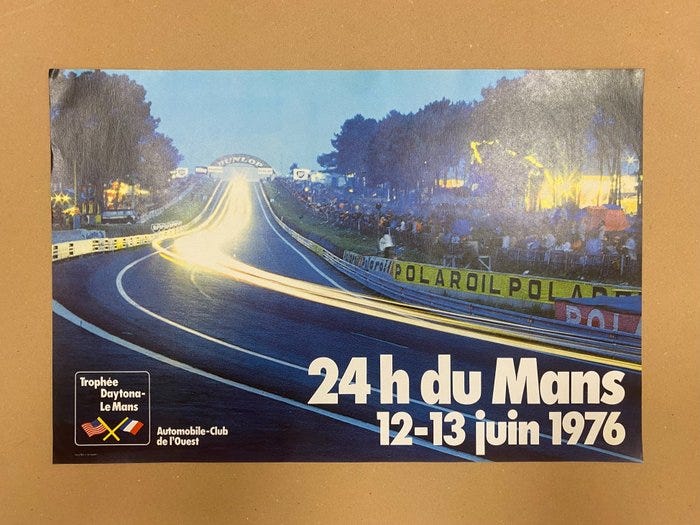 DUNLOP
POLAROIL POLA
POL
24 h du Mans
12-13 juin 1976
Trophée
Daytona-
Le Mans
Automobile-Club
de l'Ouest